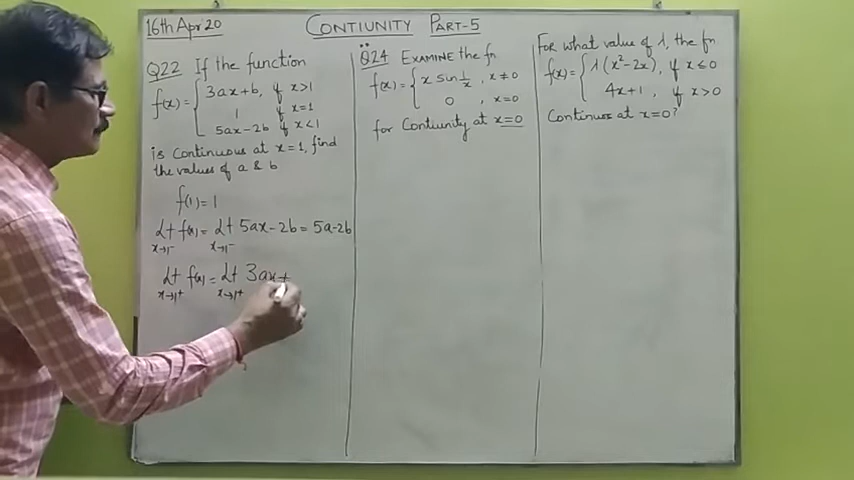 16th Apr 20
CONTIUNITY PART-5
Q22 If the function
f(x) = { 3ax + b, if x>1
1 if x=1
5ax - 2b if x<1
is continuous at x=1, find
the values of a & b
f(1) = 1
Lt x→1⁻ f(x) = Lt x→1⁻ 5ax - 2b = 5a - 2b
Lt x→1⁺ f(x) = Lt x→1⁺ 3ax +
Q24 EXAMINE the fn
f(x) = { x sin 1/x , x≠0
0 , x=0
for Contiunity at x=0
FOR what value of λ, the fn
f(x) = { λ(x² - 2x), if x≤0
4x+1 , if x>0
Continuos at x=0?